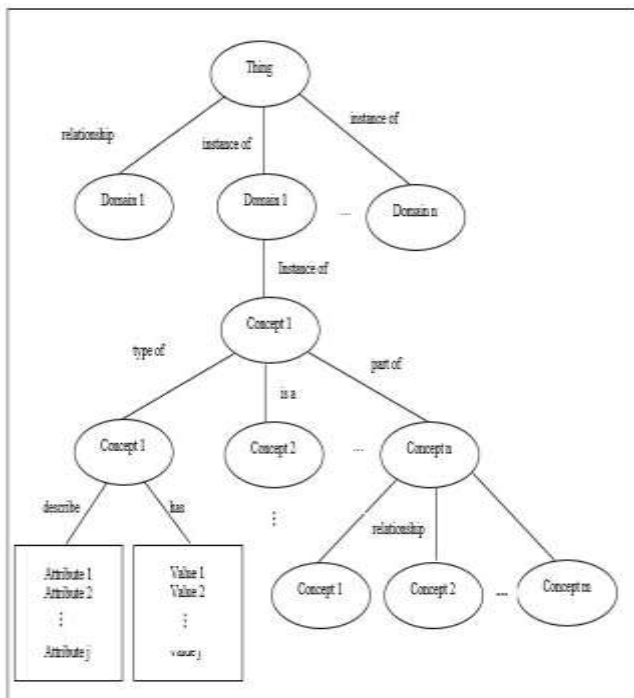 Thing
relationship
instance of
instance of
Domain 1
Domain 1
...
Domain n
Instance of
Concept 1
type of
is a
part of
Concept 1
Concept 2
...
Concept n
describe
has
⋮
relationship
Attribute 1
Attribute 2
⋮
Attribute j
Value 1
Value 2
⋮
Value j
Concept 1
Concept 2
....
Concept m